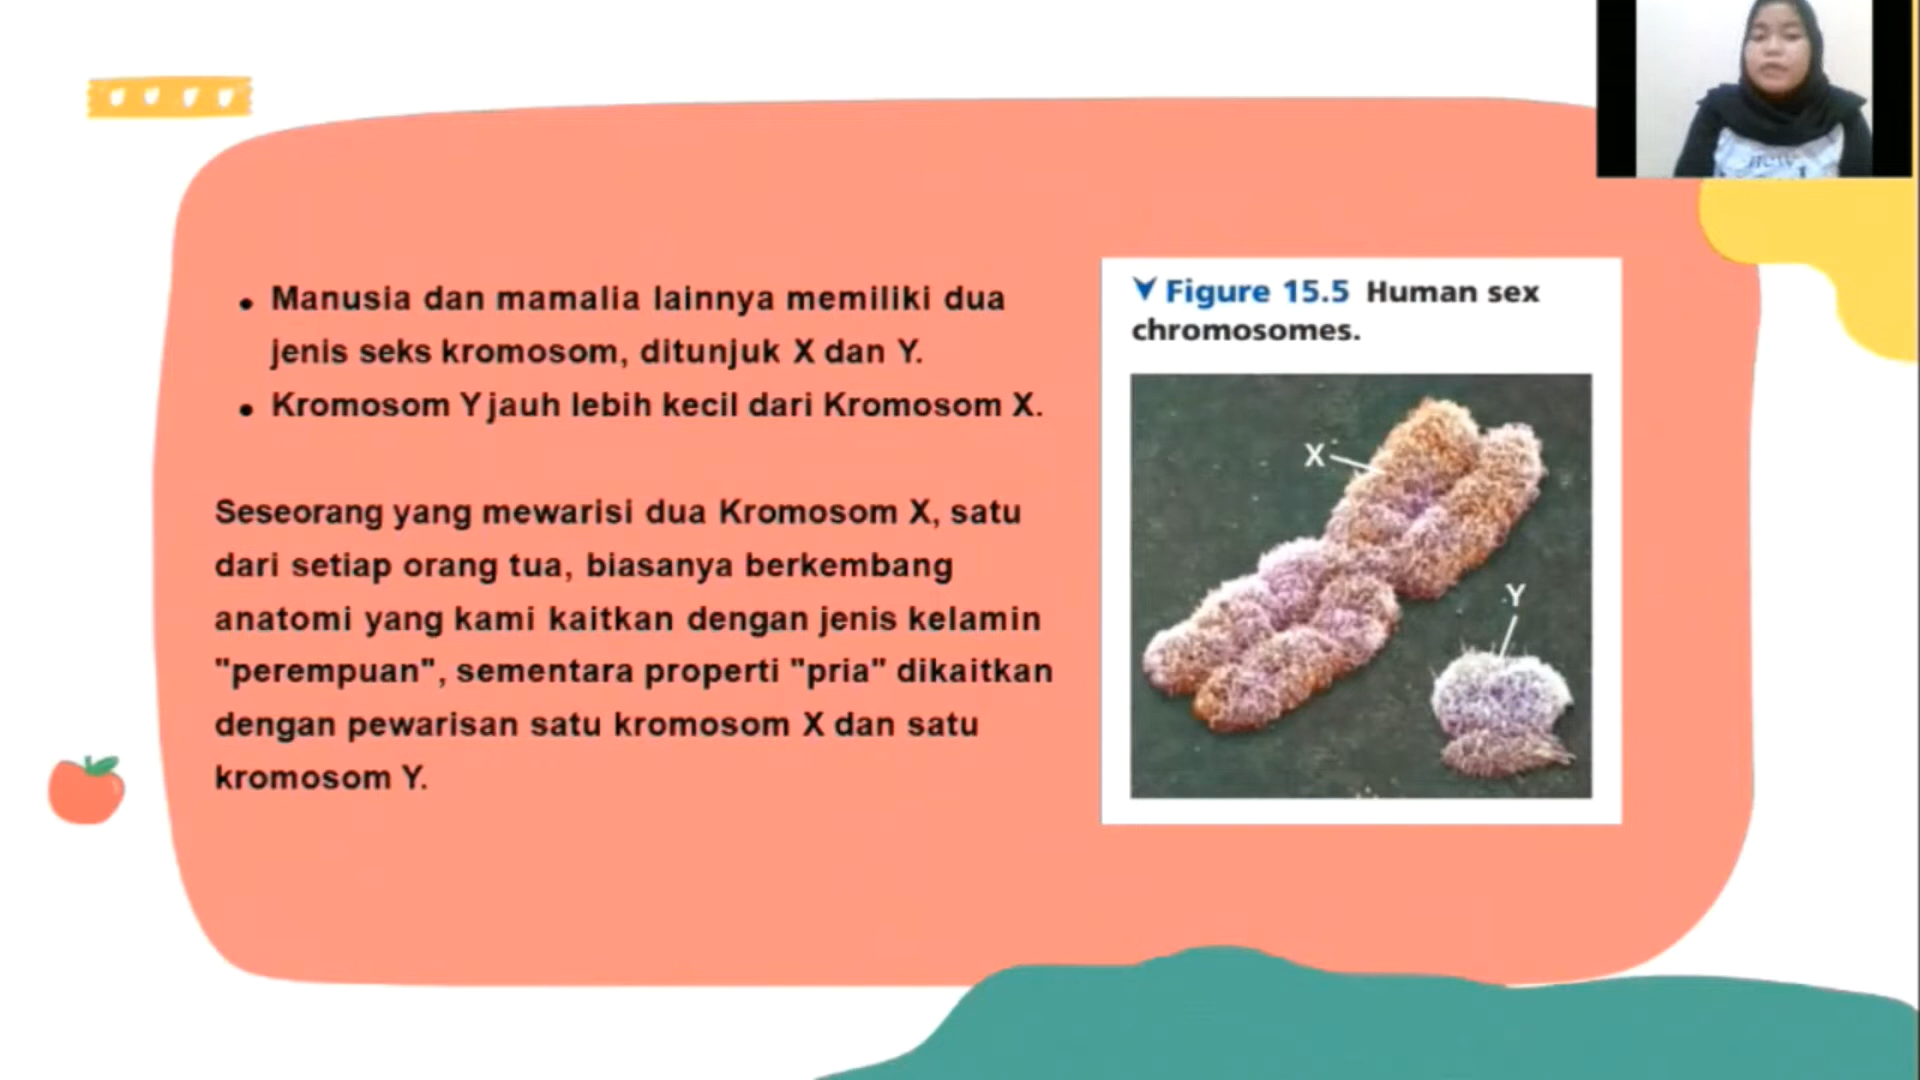 Manusia dan mamalia lainnya memiliki dua
jenis seks kromosom, ditunjuk X dan Y.
Kromosom Y jauh lebih kecil dari Kromosom X.
Seseorang yang mewarisi dua Kromosom X, satu
dari setiap orang tua, biasanya berkembang
anatomi yang kami kaitkan dengan jenis kelamin
"perempuan", sementara properti "pria" dikaitkan
dengan pewarisan satu kromosom X dan satu
kromosom Y.
Figure 15.5 Human sex
chromosomes.
X
Y